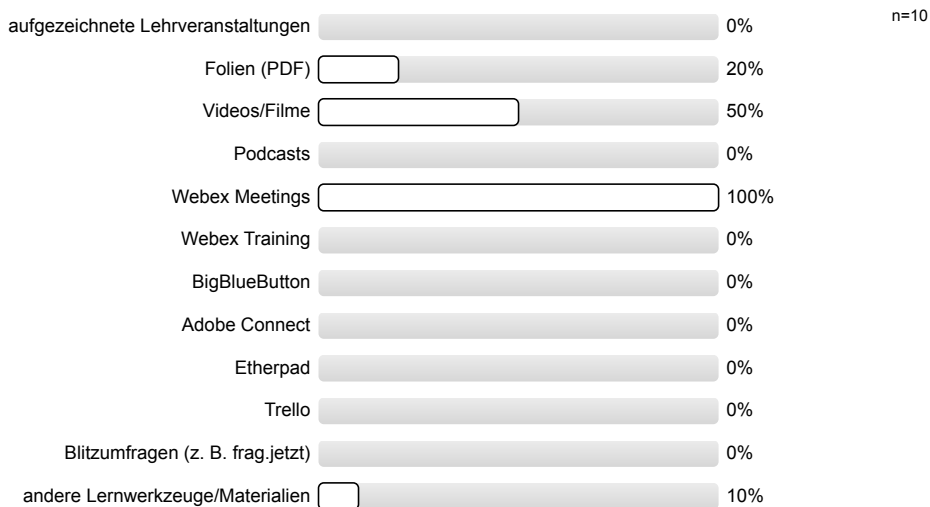 aufgezeichnete Lehrveranstaltungen 0% n=10
Folien (PDF) 20%
Videos/Filme 50%
Podcasts 0%
Webex Meetings 100%
Webex Training 0%
BigBlueButton 0%
Adobe Connect 0%
Etherpad 0%
Trello 0%
Blitzumfragen (z. B. frag.jetzt) 0%
andere Lernwerkzeuge/Materialien 10%